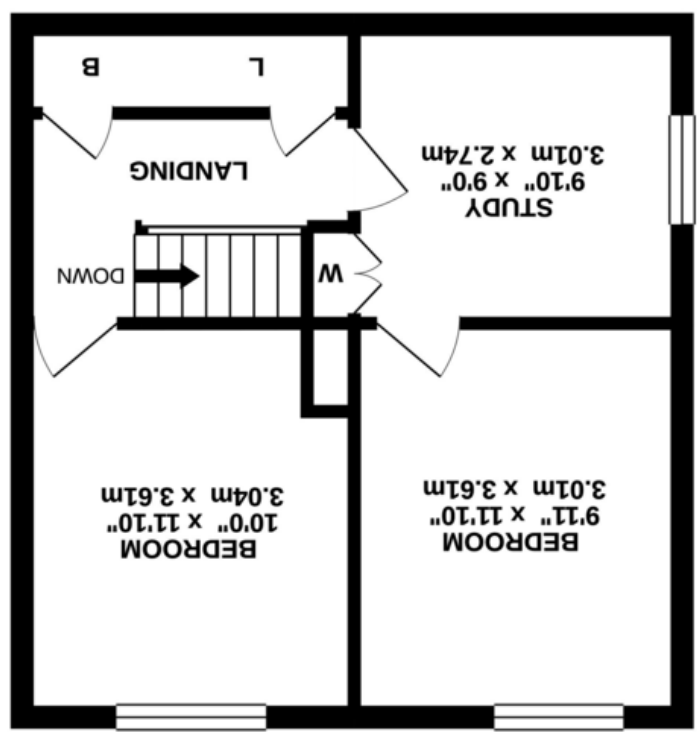 BEDROOM
9'11" x 11'10"
3.01m x 3.61m
BEDROOM
10'0" x 11'10"
3.04m x 3.61m
STUDY
9'10" x 9'0"
3.01m x 2.74m
W
DOWN
LANDING
L
B